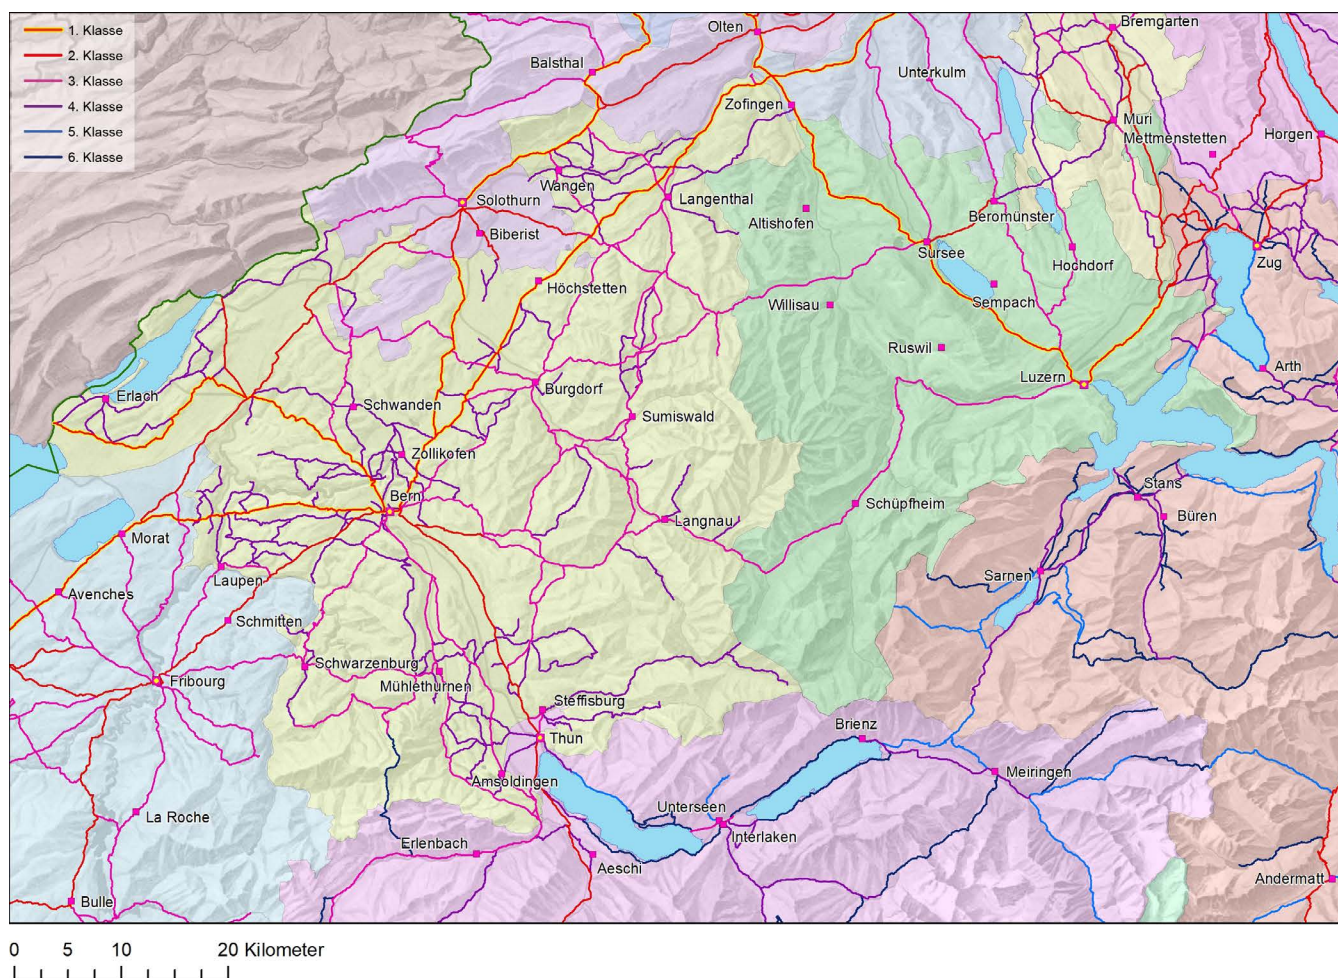 1. Klasse
2. Klasse
3. Klasse
4. Klasse
5. Klasse
6. Klasse
Olten
Bremgarten
Balsthal
Unterkulm
Zofingen
Muri
Mettmenstetten
Horgen
Wangen
Solothurn
Langenthal
Altishofen
Beromünster
Biberist
Sursee
Hochdorf
Zug
Höchstetten
Sempach
Willisau
Ruswil
Luzern
Arth
Erlach
Burgdorf
Schwanden
Sumiswald
Zollikofen
Bern
Stans
Schüpfheim
Büren
Morat
Langnau
Laupen
Sarnen
Avenches
Schmitten
Schwarzenburg
Fribourg
Mühlethurnen
Steffisburg
Brienz
Thun
Meiringen
Amsoldingen
Unterseen
La Roche
Interlaken
Erlenbach
Aeschi
Andermatt
Bulle
0 5 10 20 Kilometer